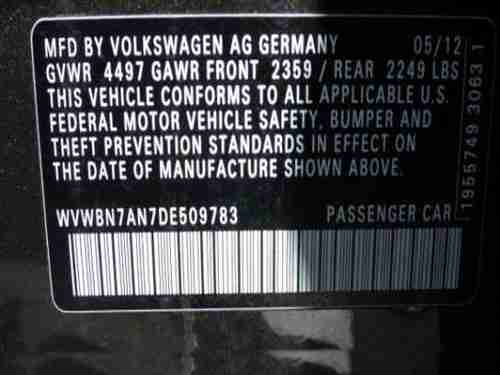 MFD BY VOLKSWAGEN AG GERMANY 05/12
GVWR 4497 GAWR FRONT 2359 / REAR 2249 LBS
THIS VEHICLE CONFORMS TO ALL APPLICABLE U.S.
FEDERAL MOTOR VEHICLE SAFETY, BUMPER AND
THEFT PREVENTION STANDARDS IN EFFECT ON
THE DATE OF MANUFACTURE SHOWN ABOVE.
WVWBN7AN7DE509783 PASSENGER CAR
1955749 3063 1